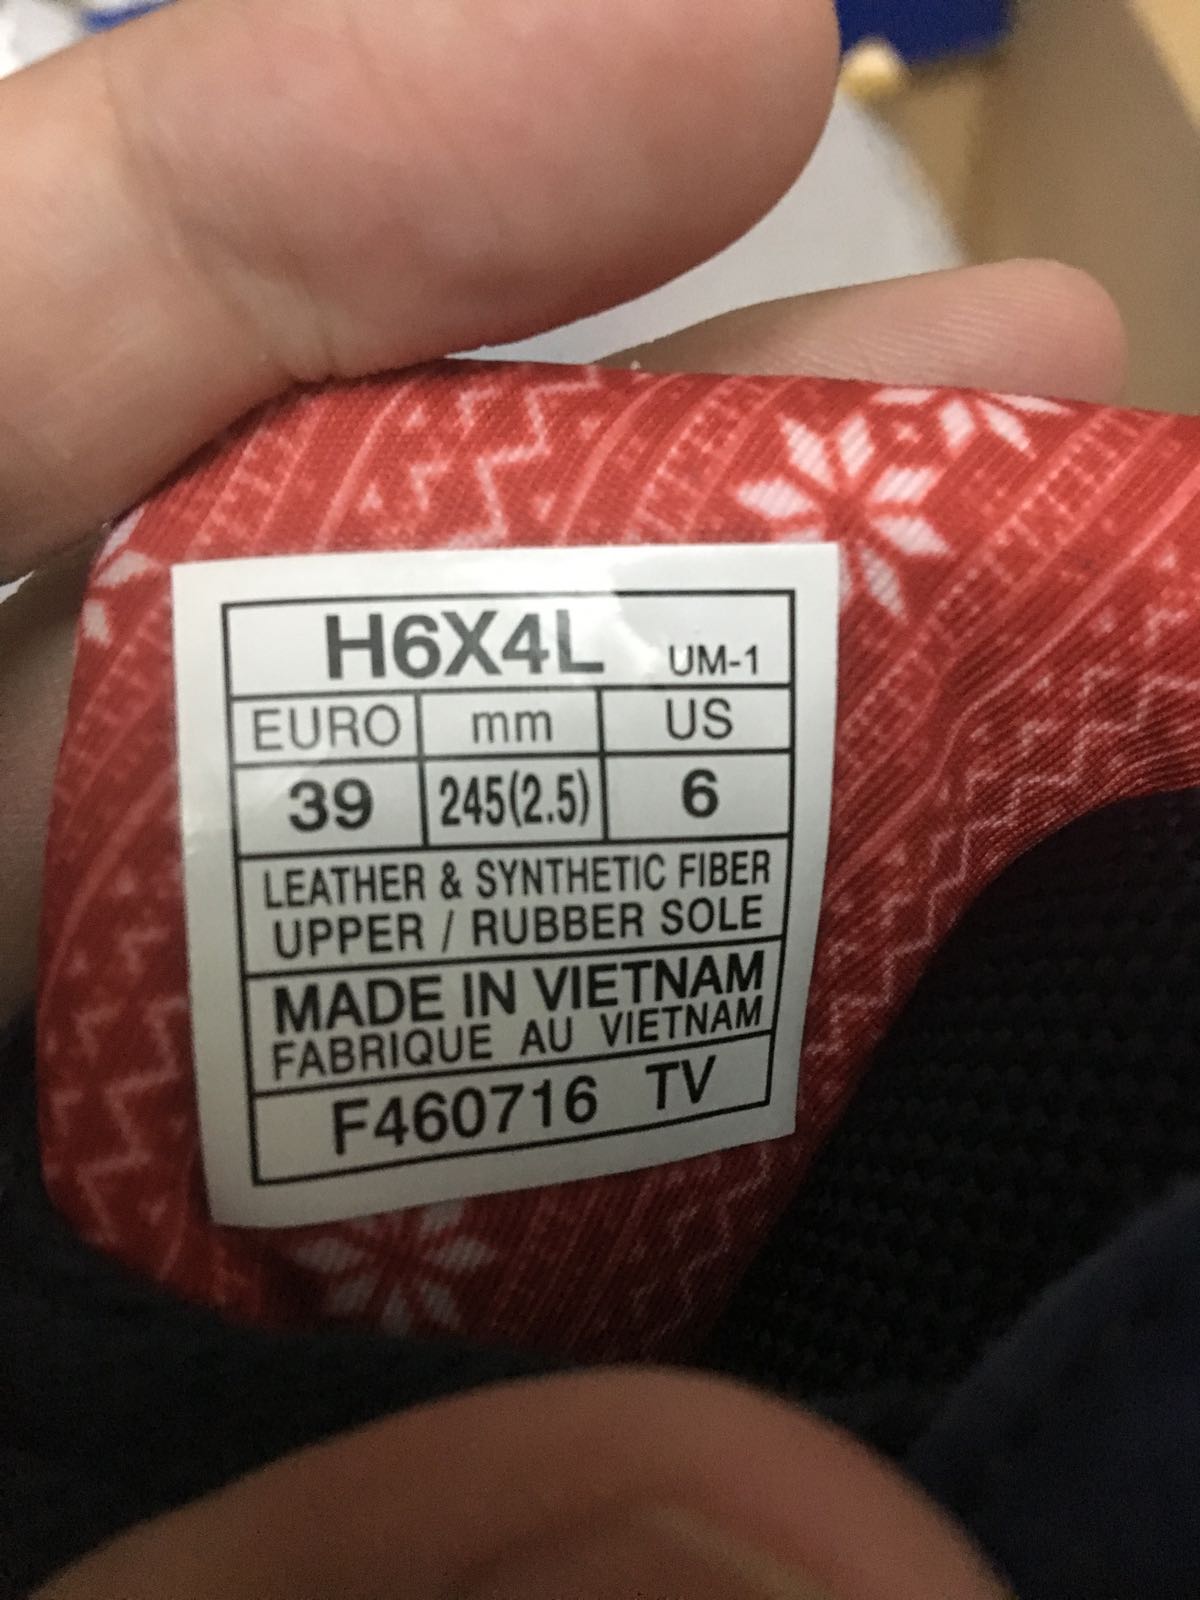 H6X4L UM-1
EURO mm US
39 245(2.5) 6
LEATHER & SYNTHETIC FIBER
UPPER / RUBBER SOLE
MADE IN VIETNAM
FABRIQUE AU VIETNAM
F460716 TV